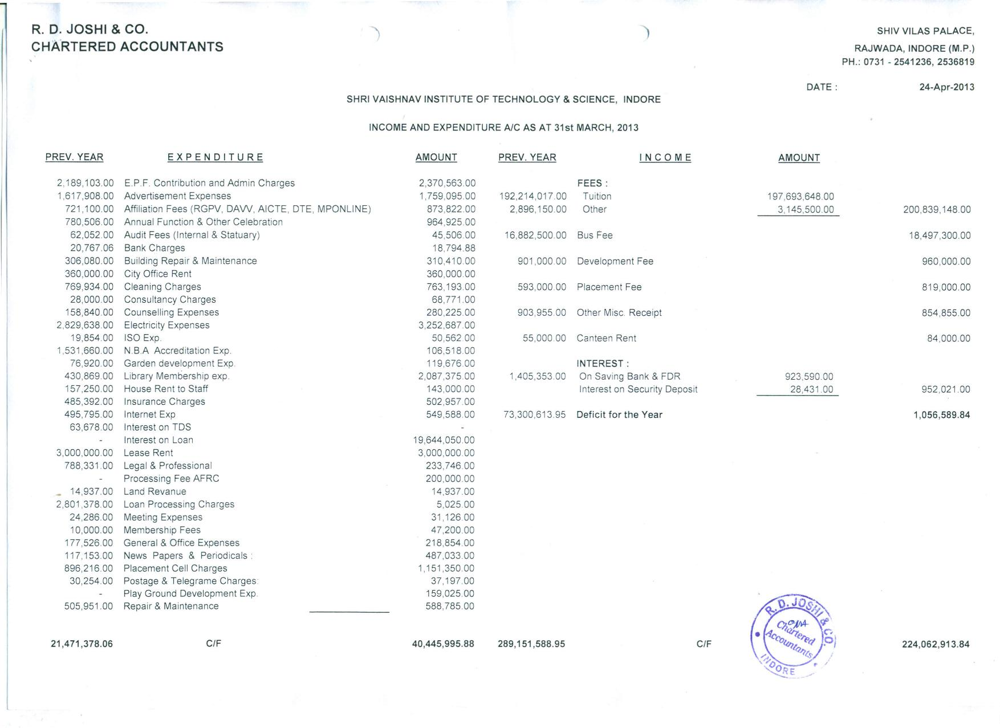 R. D. JOSHI & CO.
CHARTERED ACCOUNTANTS
SHIV VILAS PALACE,
RAJWADA, INDORE (M.P.)
PH.: 0731 - 2541236, 2536819
DATE : 24-Apr-2013
SHRI VAISHNAV INSTITUTE OF TECHNOLOGY & SCIENCE, INDORE
INCOME AND EXPENDITURE A/C AS AT 31st MARCH, 2013
PREV. YEAR EXPENDITURE AMOUNT PREV. YEAR INCOME AMOUNT
2,189,103.00 E.P.F. Contribution and Admin Charges 2,370,563.00 FEES :
1,617,908.00 Advertisement Expenses 1,759,095.00 192,214,017.00 Tuition 197,693,648.00
721,100.00 Affiliation Fees (RGPV, DAVV, AICTE, DTE, MPONLINE) 873,822.00 2,896,150.00 Other 3,145,500.00 200,839,148.00
780,506.00 Annual Function & Other Celebration 964,925.00
62,052.00 Audit Fees (Internal & Statuary) 45,506.00 16,882,500.00 Bus Fee 18,497,300.00
20,767.06 Bank Charges 18,794.88
306,080.00 Building Repair & Maintenance 310,410.00 901,000.00 Development Fee 960,000.00
360,000.00 City Office Rent 360,000.00
769,934.00 Cleaning Charges 763,193.00 593,000.00 Placement Fee 819,000.00
28,000.00 Consultancy Charges 68,771.00
158,840.00 Counselling Expenses 280,225.00 903,955.00 Other Misc. Receipt 854,855.00
2,829,638.00 Electricity Expenses 3,252,687.00
19,854.00 ISO Exp. 50,562.00 55,000.00 Canteen Rent 84,000.00
1,531,660.00 N.B.A Accreditation Exp. 106,518.00
76,920.00 Garden development Exp. 119,676.00 INTEREST :
430,869.00 Library Membership exp. 2,087,375.00 1,405,353.00 On Saving Bank & FDR 923,590.00
157,250.00 House Rent to Staff 143,000.00 Interest on Security Deposit 28,431.00 952,021.00
485,392.00 Insurance Charges 502,957.00
495,795.00 Internet Exp 549,588.00 73,300,613.95 Deficit for the Year 1,056,589.84
63,678.00 Interest on TDS -
- Interest on Loan 19,644,050.00
3,000,000.00 Lease Rent 3,000,000.00
788,331.00 Legal & Professional 233,746.00
- Processing Fee AFRC 200,000.00
14,937.00 Land Revanue 14,937.00
2,801,378.00 Loan Processing Charges 5,025.00
24,286.00 Meeting Expenses 31,126.00
10,000.00 Membership Fees 47,200.00
177,526.00 General & Office Expenses 218,854.00
117,153.00 News Papers & Periodicals : 487,033.00
896,216.00 Placement Cell Charges 1,151,350.00
30,254.00 Postage & Telegrame Charges: 37,197.00
- Play Ground Development Exp. 159,025.00
505,951.00 Repair & Maintenance 588,785.00
21,471,378.06 C/F 40,445,995.88 289,151,588.95 C/F 224,062,913.84
R. D. JOSHI & CO.
Chartered
Accountants
INDORE